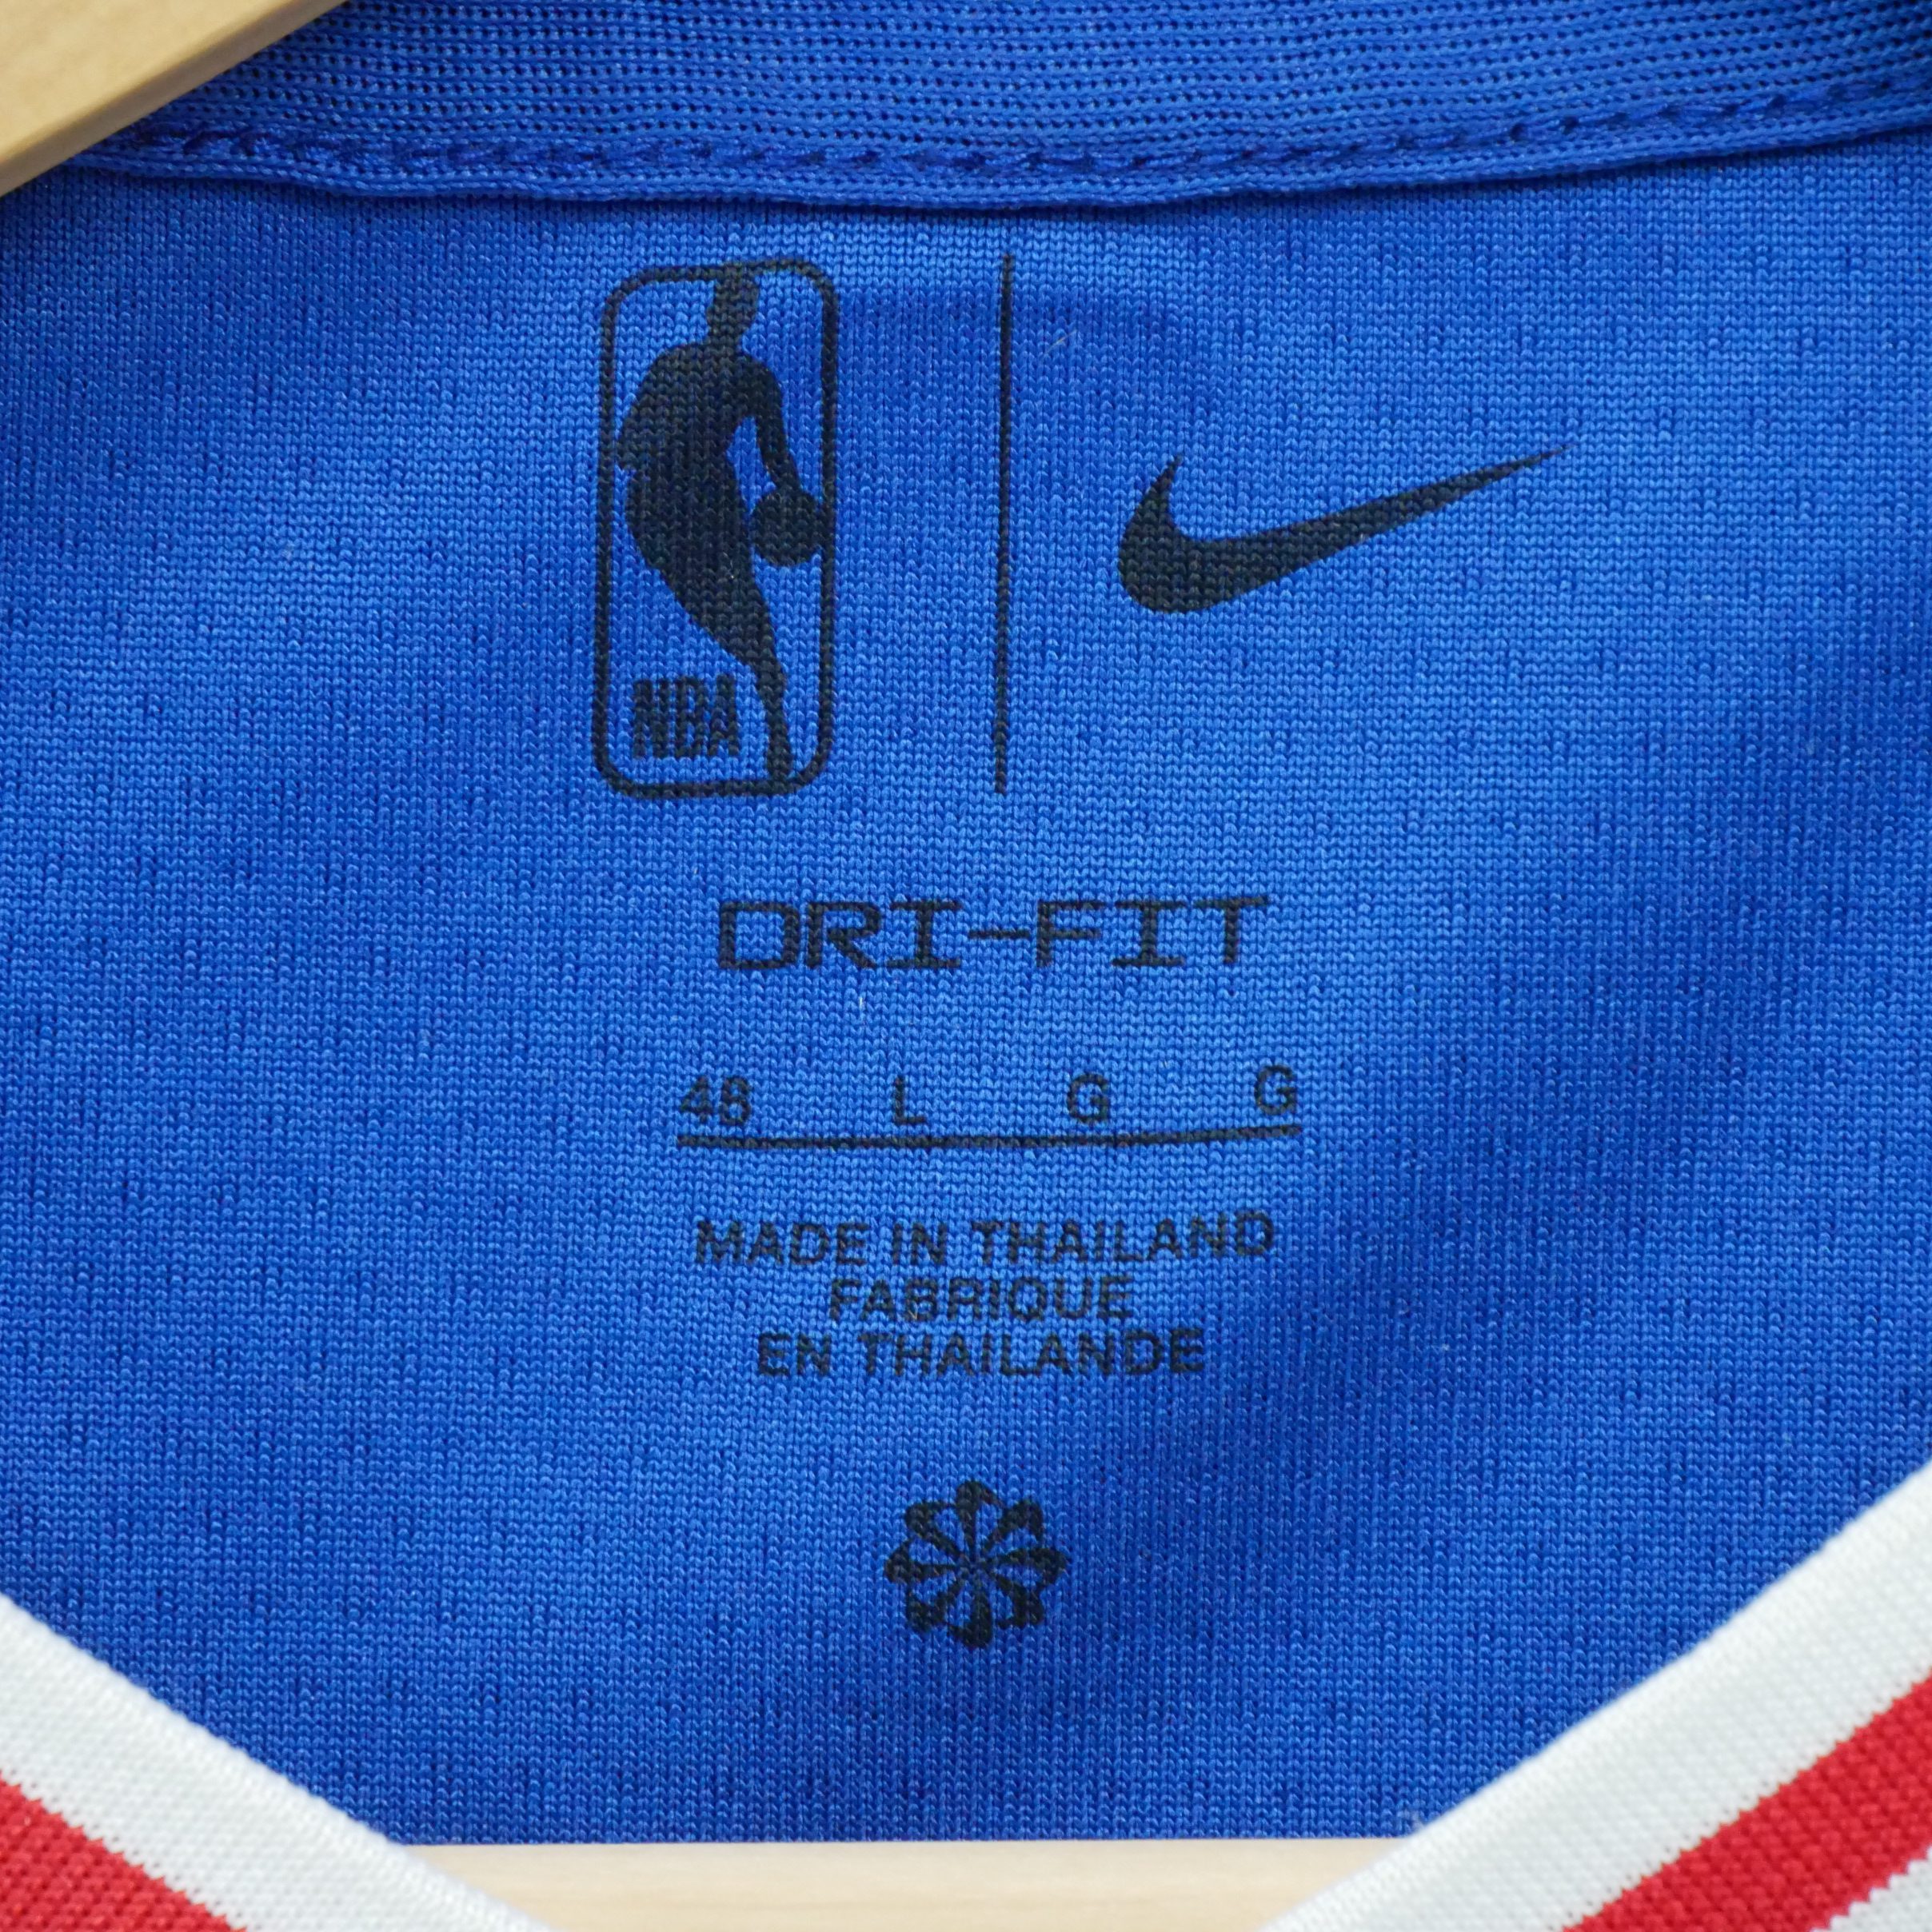 NBA
DRI-FIT
48 L G G
MADE IN THAILAND
FABRIQUE
EN THAILANDE